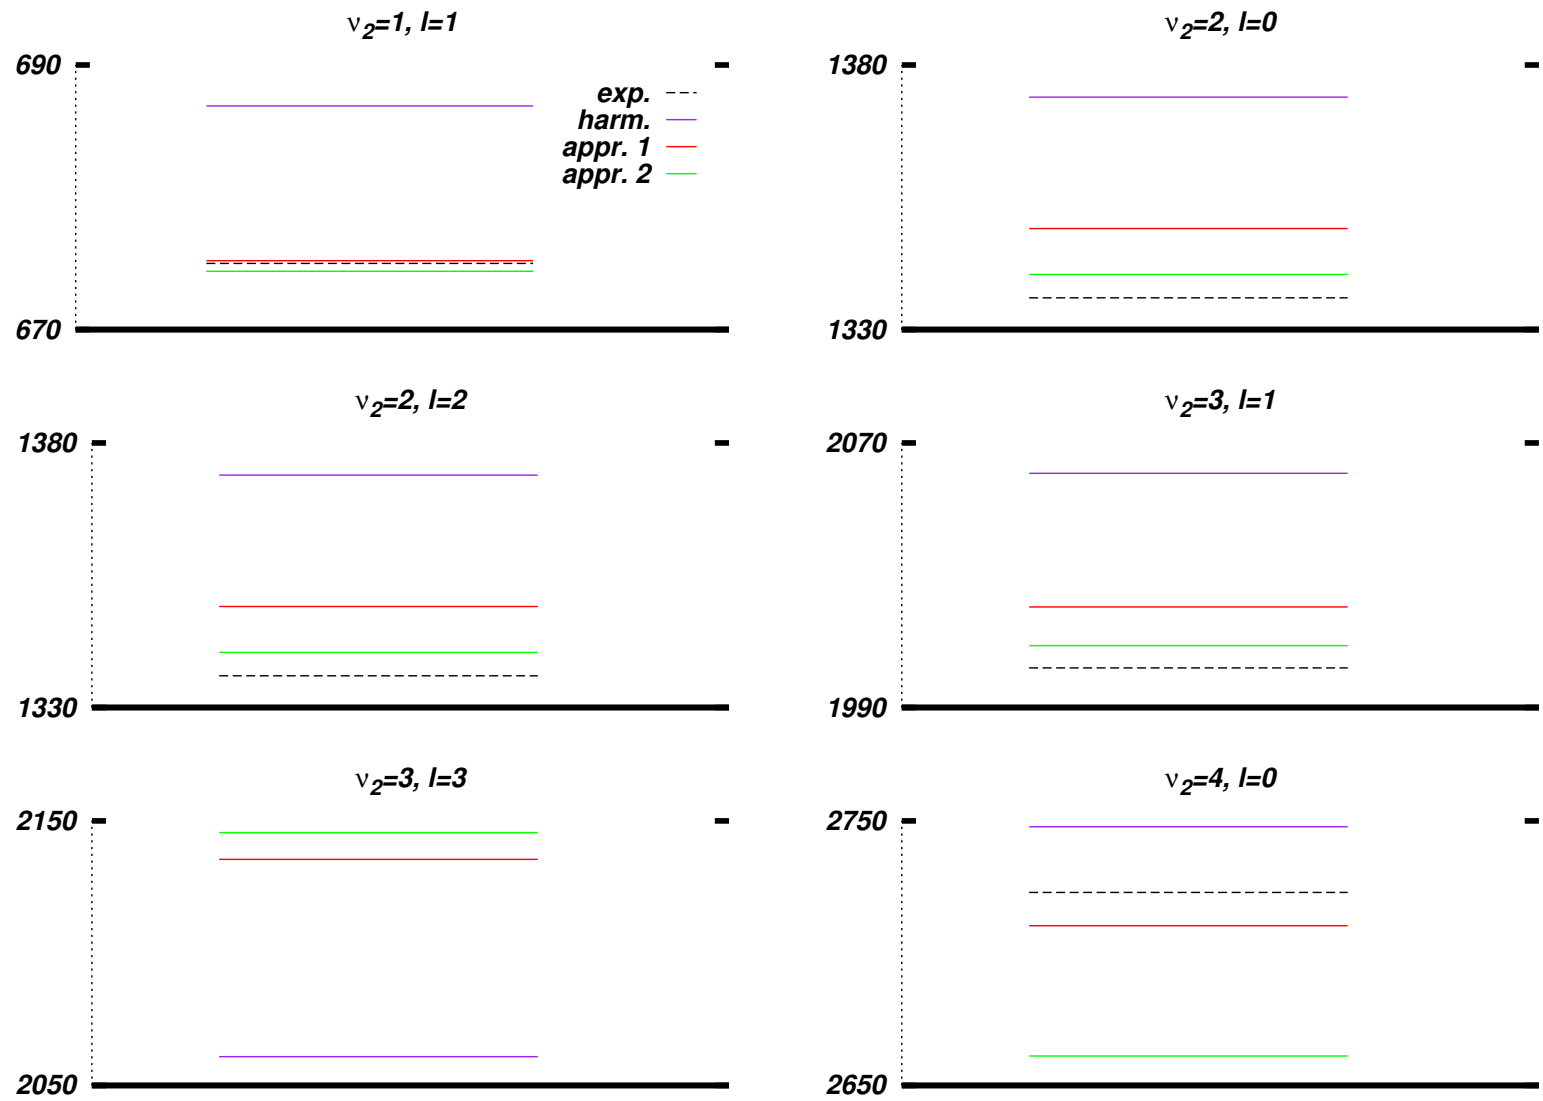 ν2=1, l=1
690
exp.
harm.
appr. 1
appr. 2
670
ν2=2, l=0
1380
1330
ν2=2, l=2
1380
1330
ν2=3, l=1
2070
1990
ν2=3, l=3
2150
2050
ν2=4, l=0
2750
2650